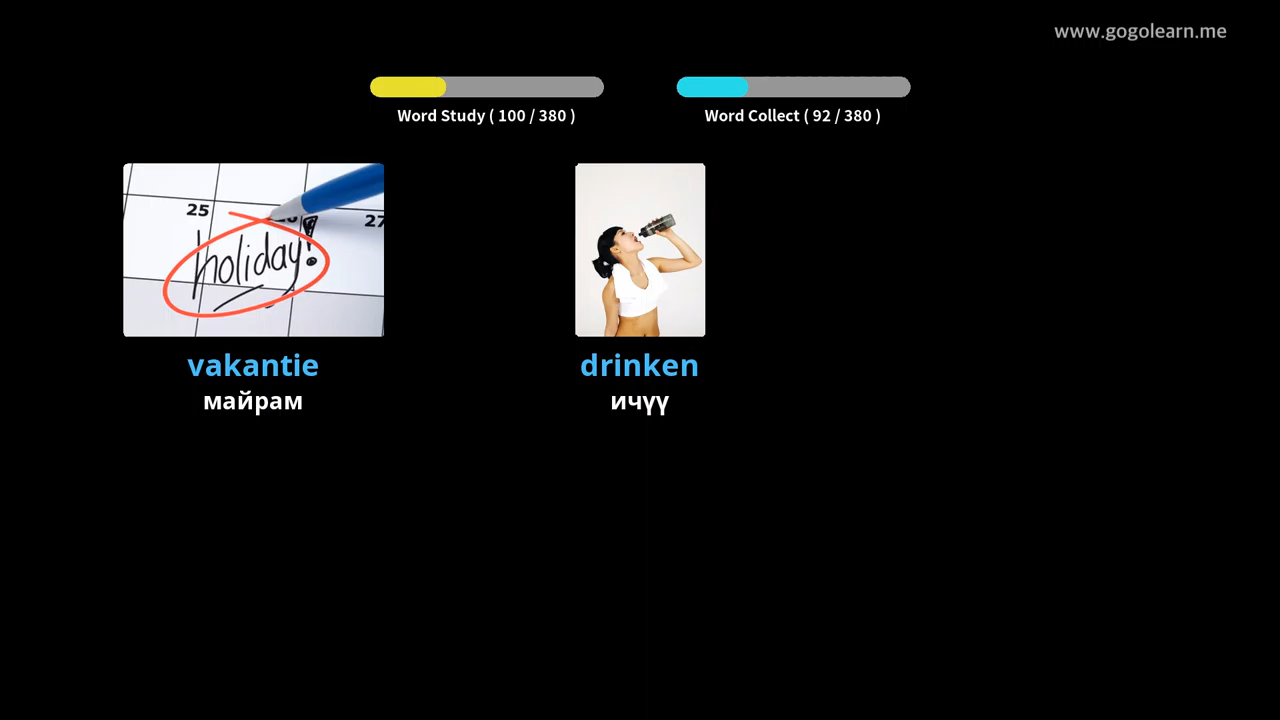 www.gogolearn.me
Word Study ( 100 / 380 )
Word Collect ( 92 / 380 )
25
27
holiday!
vakantie
drinken
майрам
ичүү